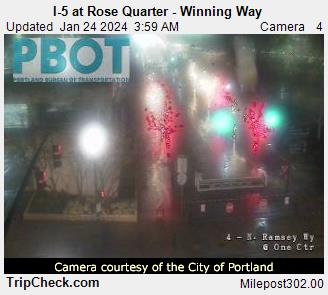 I-5 at Rose Quarter - Winning Way
Updated  Jan 24 2024  3:59 AM    Camera    4
PBOT
PORTLAND BUREAU OF TRANSPORTATION
4 - N. Ramsey Wy
@ One Ctr
Camera courtesy of the City of Portland
TripCheck.com    Milepost302.00